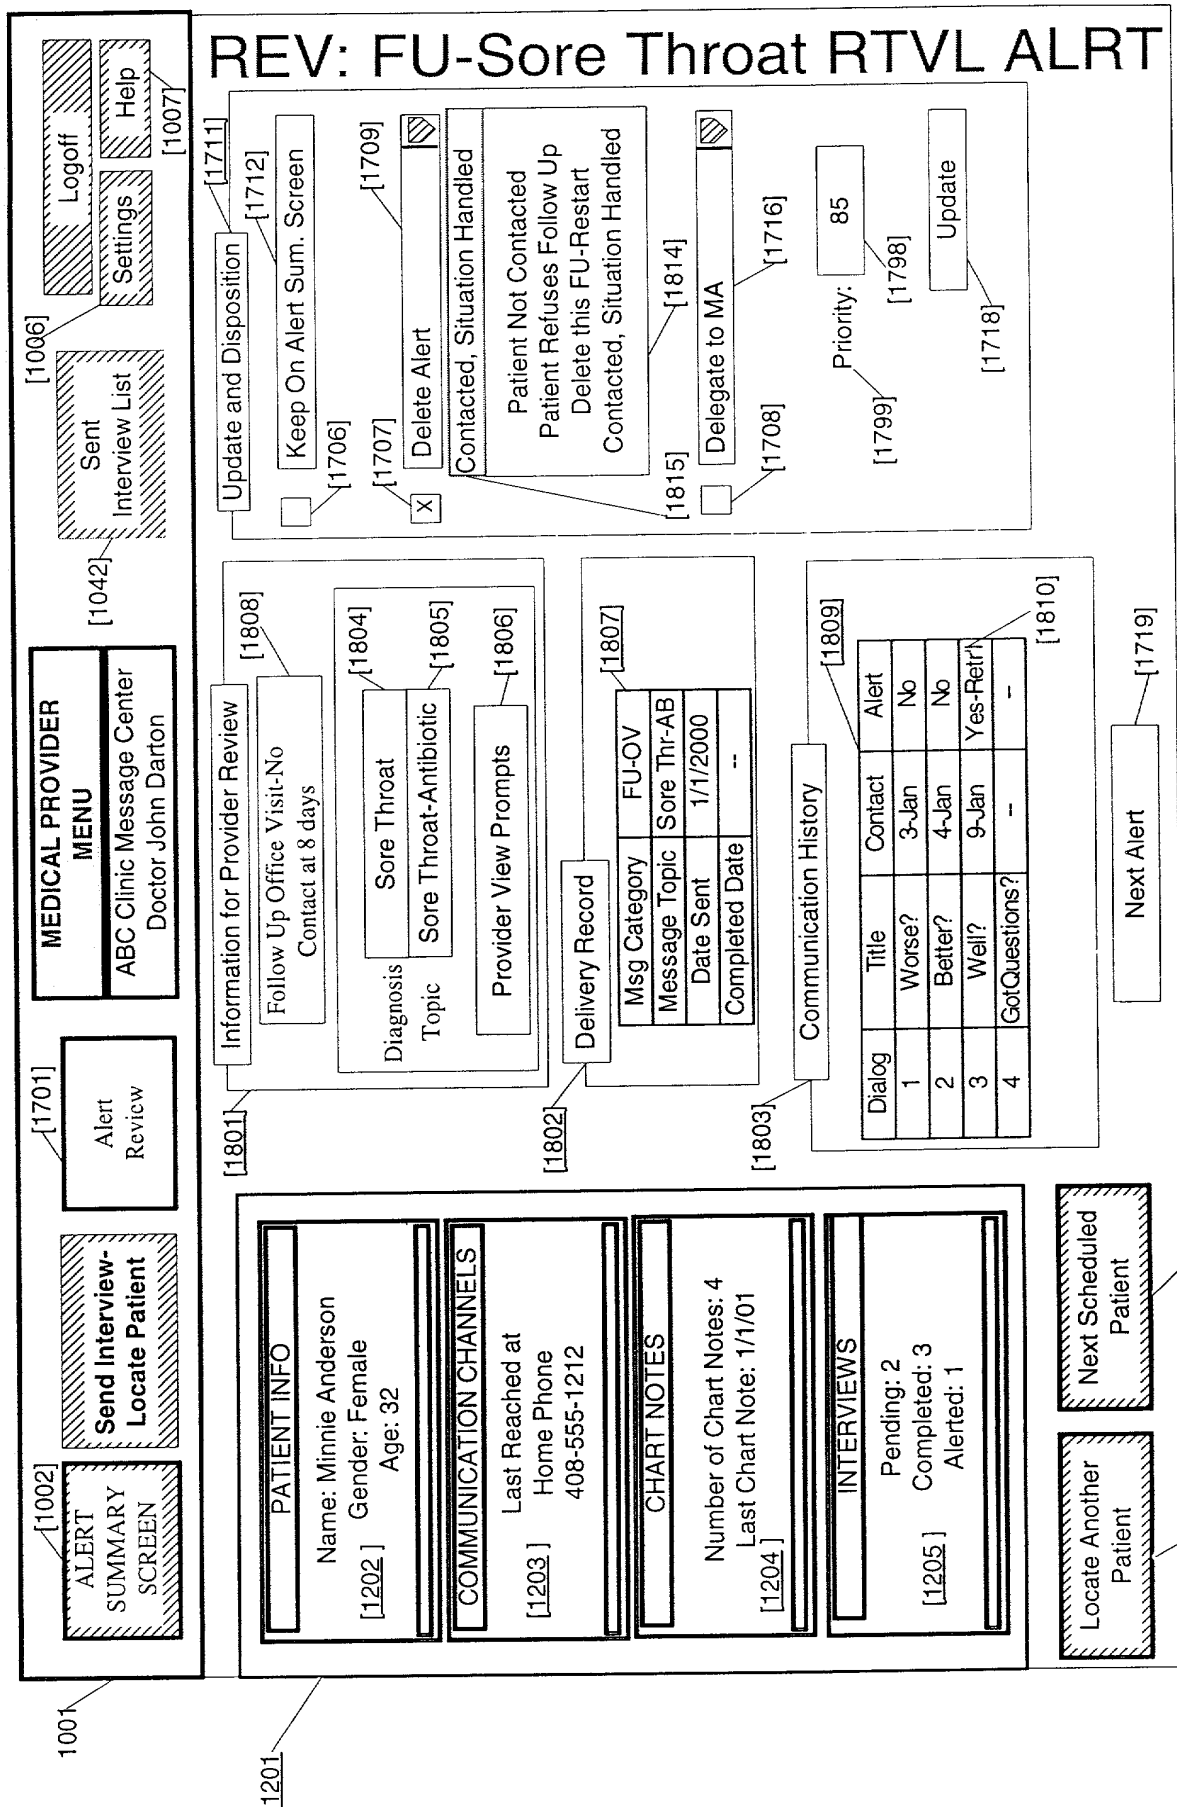 1001
[1002]
ALERT
SUMMARY
SCREEN
Send Interview-
Locate Patient
[1701]
Alert
Review
MEDICAL PROVIDER
MENU
ABC Clinic Message Center
Doctor John Darton
[1042]
Sent
Interview List
[1006]
Logoff
Settings
Help
[1007]
REV: FU-Sore Throat RTVL ALRT
1201
PATIENT INFO
Name: Minnie Anderson
Gender: Female
Age: 32
[1202 ]
COMMUNICATION CHANNELS
Last Reached at
Home Phone
408-555-1212
[1203 ]
CHART NOTES
Number of Chart Notes: 4
Last Chart Note: 1/1/01
[1204 ]
INTERVIEWS
Pending: 2
Completed: 3
Alerted: 1
[1205 ]
Locate Another
Patient
Next Scheduled
Patient
[1801]
Information for Provider Review
Follow Up Office Visit-No
Contact at 8 days
[1808]
Diagnosis Sore Throat
[1804]
Topic Sore Throat-Antibiotic
[1805]
Provider View Prompts
[1806]
[1802]
Delivery Record
[1807]
Msg Category FU-OV
Message Topic Sore Thr-AB
Date Sent 1/1/2000
Completed Date --
[1803]
Communication History
[1809]
Dialog Title Contact Alert
1 Worse? 3-Jan No
2 Better? 4-Jan No
3 Well? 9-Jan Yes-Retr'l
4 GotQuestions? -- --
[1810]
Next Alert
[1719]
[1711]
Update and Disposition
[1712]
Keep On Alert Sum. Screen
[1706]
[1709]
[1707]
X Delete Alert
Contacted, Situation Handled
Patient Not Contacted
Patient Refuses Follow Up
Delete this FU-Restart
Contacted, Situation Handled
[1814]
[1815]
Delegate to MA
[1708]
[1716]
Priority: 85
[1799]
[1798]
Update
[1718]